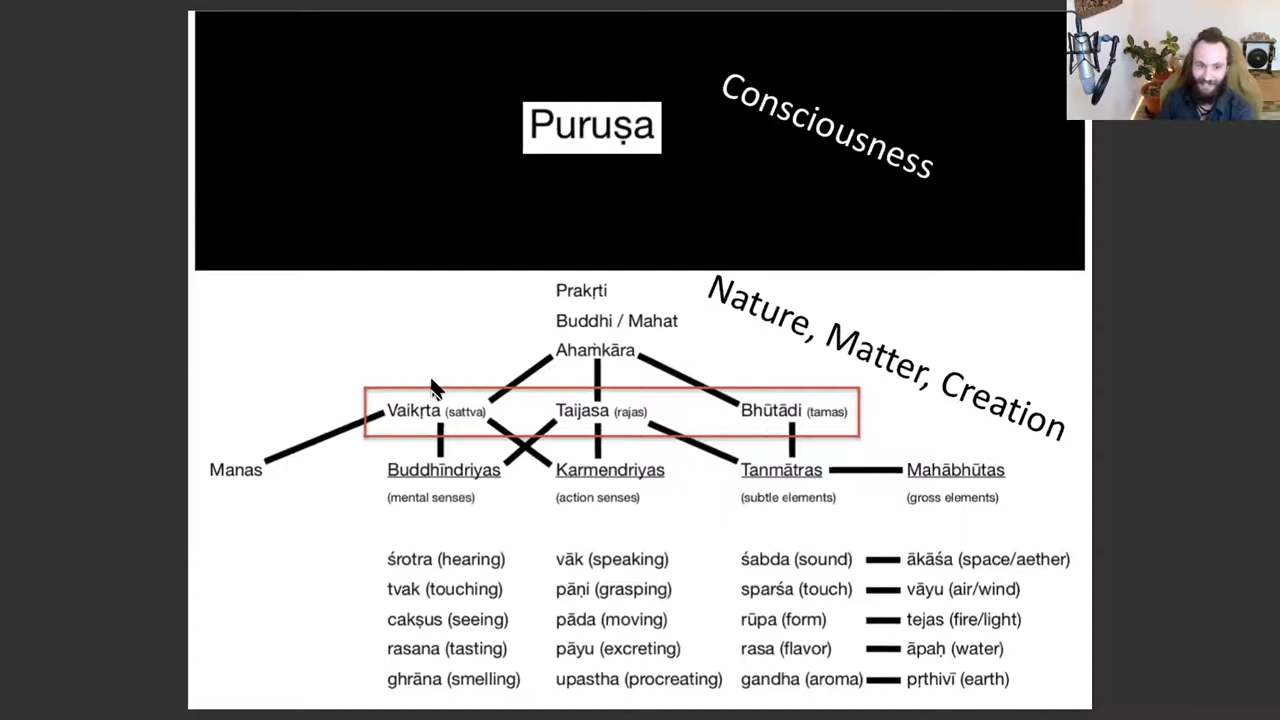 Puruṣa
Consciousness
Prakṛti
Nature, Matter, Creation
Buddhi / Mahat
Ahaṁkāra
Vaikṛta (sattva) Taijasa (rajas) Bhūtādi (tamas)
Manas Buddhīndriyas Karmendriyas Tanmātras Mahābhūtas
(mental senses) (action senses) (subtle elements) (gross elements)
śrotra (hearing) vāk (speaking) śabda (sound) ākāśa (space/aether)
tvak (touching) pāṇi (grasping) sparśa (touch) vāyu (air/wind)
cakṣus (seeing) pāda (moving) rūpa (form) tejas (fire/light)
rasana (tasting) pāyu (excreting) rasa (flavor) āpaḥ (water)
ghrāna (smelling) upastha (procreating) gandha (aroma) pṛthivī (earth)